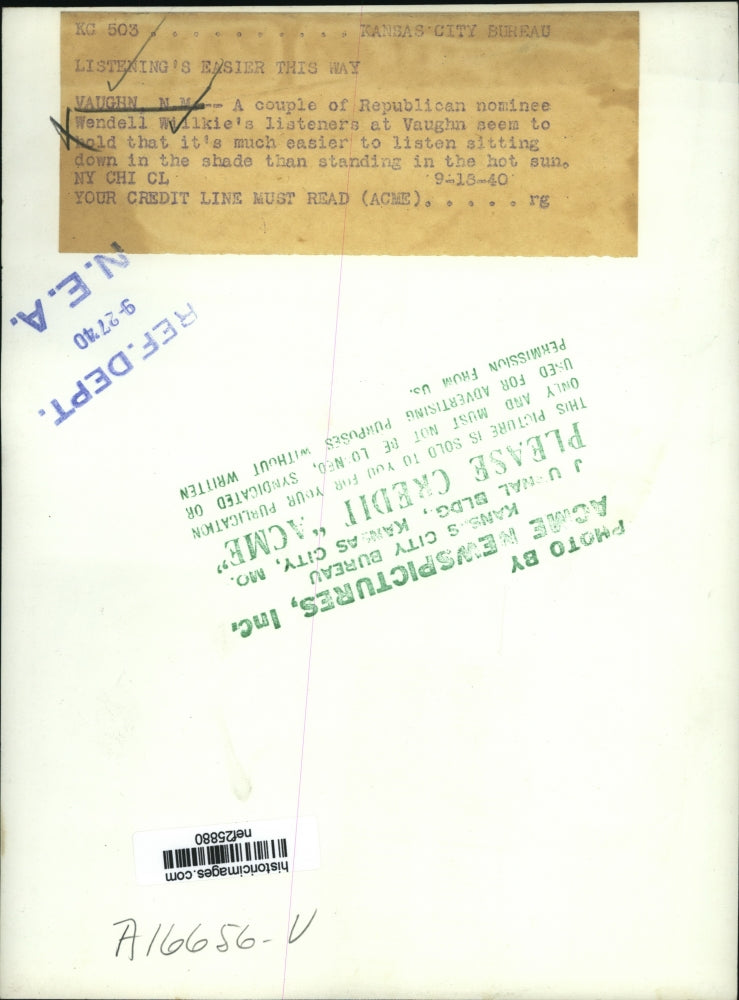 KC 503 . . . . . . . . . . . KANSAS CITY BUREAU
LISTENING'S EASIER THIS WAY
VAUGHN, N.M.-- A couple of Republican nominee
Wendell Willkie's listeners at Vaughn seem to
hold that it's much easier to listen sitting
down in the shade than standing in the hot sun.
NY CHI CL 9-13-40
YOUR CREDIT LINE MUST READ (ACME). . . . . . rg
N.E.A.
9-27 40
REF. DEPT.
PHOTO BY
ACME NEWSPICTURES, Inc.
KANSAS CITY BUREAU
J URNAL BLDG., KANSAS CITY, MO.
PLEASE CREDIT "ACME"
THIS PICTURE IS SOLD TO YOU FOR YOUR PUBLICATION
ONLY AND MUST NOT BE LOANED, SYNDICATED OR
USED FOR ADVERTISING PURPOSES WITHOUT WRITTEN
PERMISSION FROM US.
historicimages.com
nef25880
A16656-V